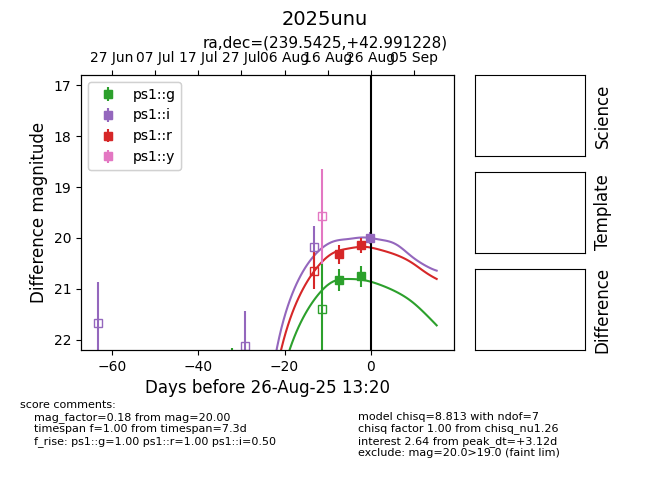 2025unu
ra,dec=(239.5425,+42.991228)
27 Jun 07 Jul 17 Jul 27 Jul 06 Aug 16 Aug 26 Aug 05 Sep
17
18
19
20
21
22
Difference magnitude
ps1::g
ps1::i
ps1::r
ps1::y
−60 −40 −20 0
Days before 26-Aug-25 13:20
Science
Template
Difference
score comments:
mag_factor=0.18 from mag=20.00
timespan f=1.00 from timespan=7.3d
f_rise: ps1::g=1.00 ps1::r=1.00 ps1::i=0.50
model chisq=8.813 with ndof=7
chisq factor 1.00 from chisq_nu1.26
interest 2.64 from peak_dt=+3.12d
exclude: mag=20.0>19.0 (faint lim)